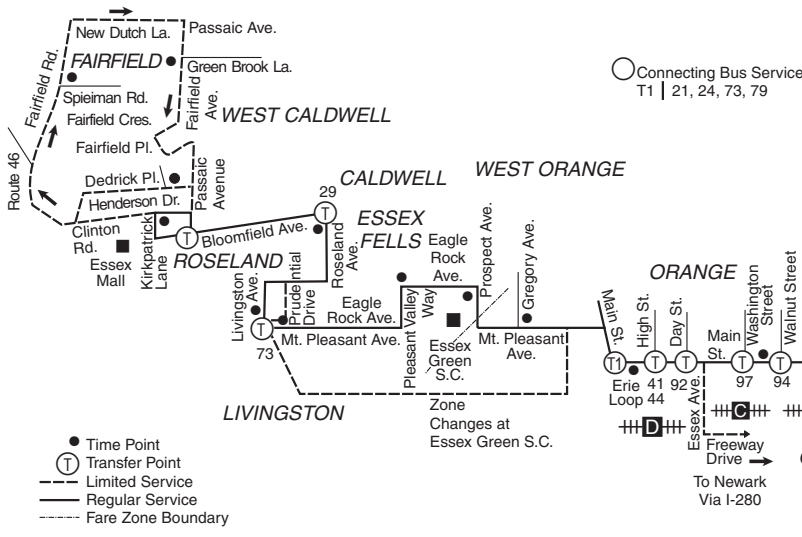 New Dutch La.
Passaic Ave.
FAIRFIELD
Green Brook La.
Fairfield Rd.
Spieiman Rd.
Fairfield Cres.
Fairfield Ave.
WEST CALDWELL
Fairfield Pl.
Route 46
Dedrick Pl.
Henderson Dr.
Passaic
Avenue
Clinton
Rd.
Essex
Mall
Kirkpatrick
Lane
T
Bloomfield Ave.
ROSELAND
CALDWELL
29
T
Roseland
Ave.
ESSEX
FELLS
Livingston
Ave.
Prudential
Drive
T
73
Eagle
Rock Ave.
Mt. Pleasant Ave.
Pleasant Valley
Way
Eagle
Rock
Ave.
Essex
Green
S.C.
WEST ORANGE
Prospect Ave.
Gregory Ave.
Mt. Pleasant
Ave.
LIVINGSTON
Zone
Changes at
Essex Green S.C.
Connecting Bus Service
T1 | 21, 24, 73, 79
ORANGE
Main St.
T1
Erie
Loop
High St.
T
41
44
Day St.
T
92
Essex Ave.
Main
St.
Washington
Street
T
97
Walnut Street
T
94
D
C
Freeway
Drive
To Newark
Via I-280
Time Point
T Transfer Point
Limited Service
Regular Service
Fare Zone Boundary